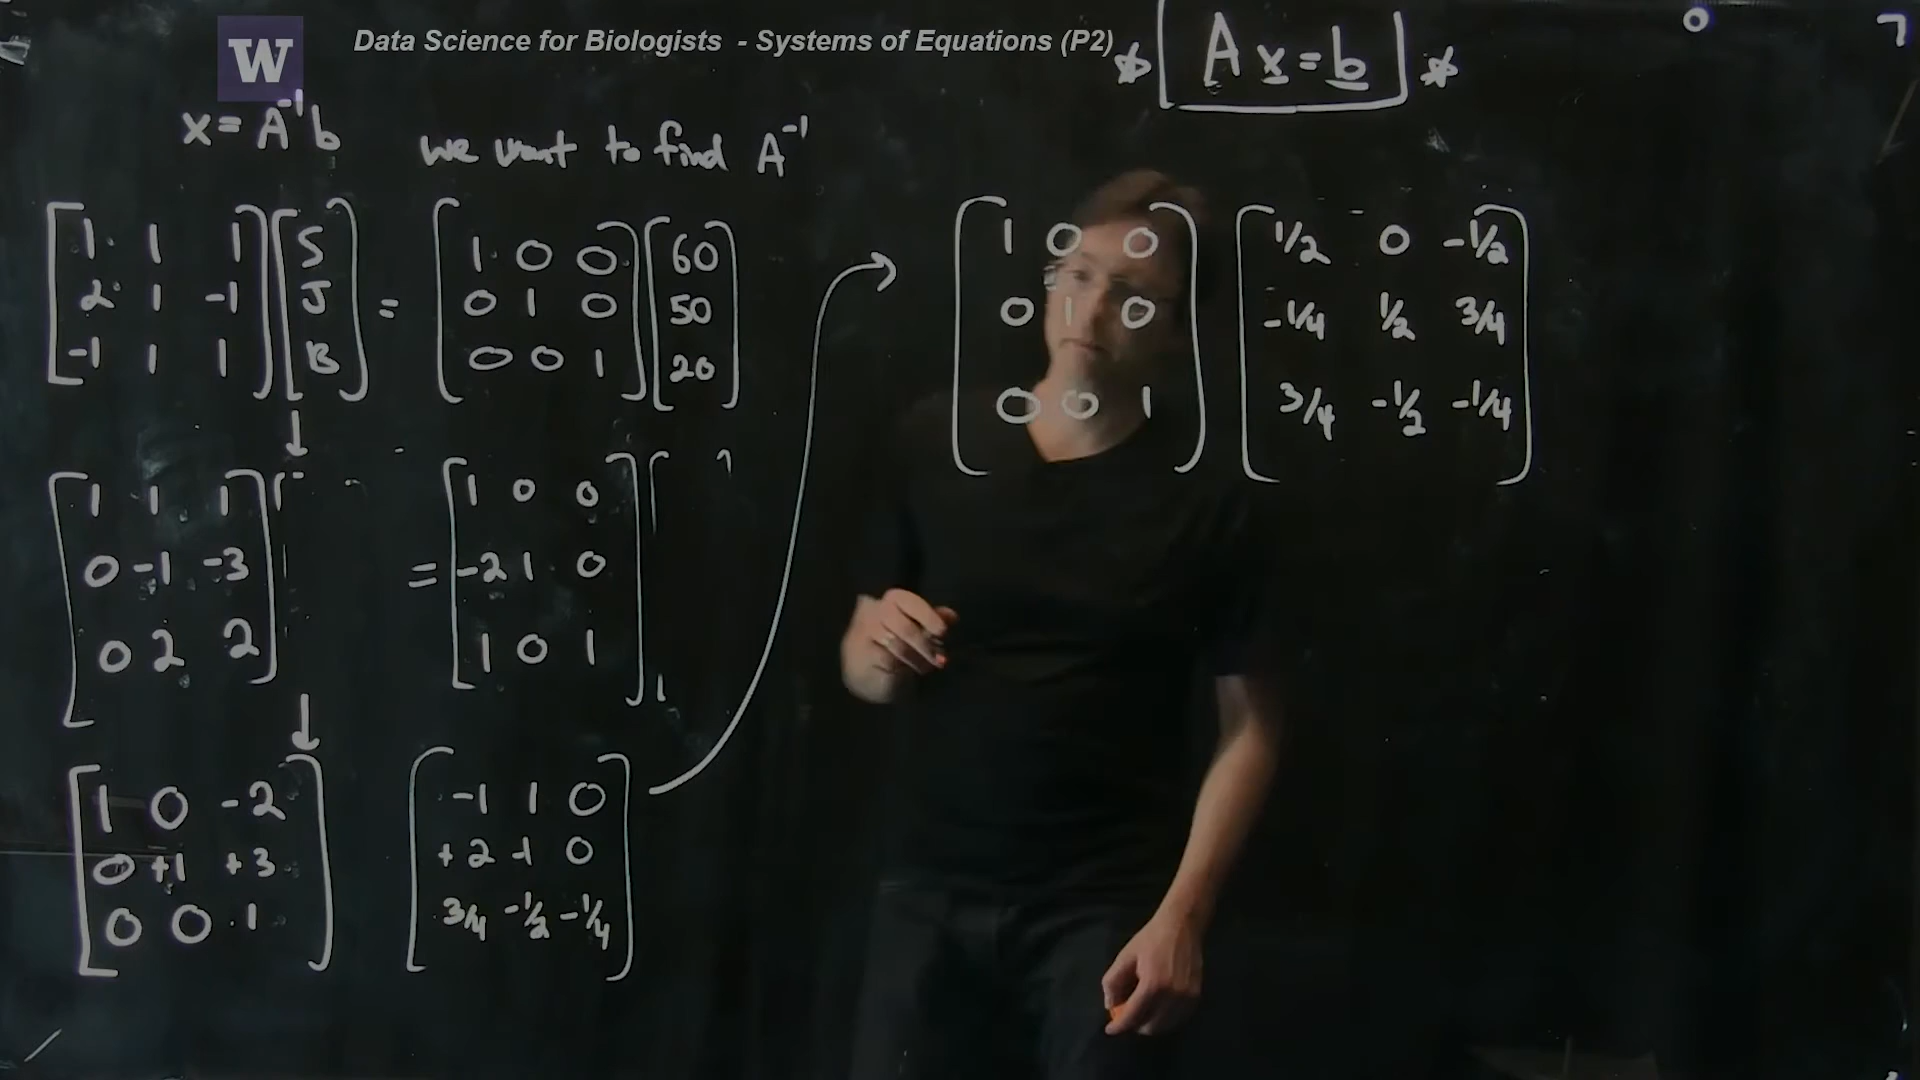 W
Data Science for Biologists - Systems of Equations (P2)
* A x = b *
x = A⁻¹b
we want to find A⁻¹
1 1 1 S 1 0 0 60
2 1 -1 J = 0 1 0 50
-1 1 1 B 0 0 1 20
↓
1 1 1 1 0 0
0 -1 -3 = -2 1 0
0 2 2 1 0 1
↓
1 0 -2 -1 1 0
0 +1 +3 +2 -1 0
0 0 1 3/4 -1/2 -1/4
1 0 0 1/2 0 -1/2
0 1 0 -1/4 1/2 3/4
0 0 1 3/4 -1/2 -1/4